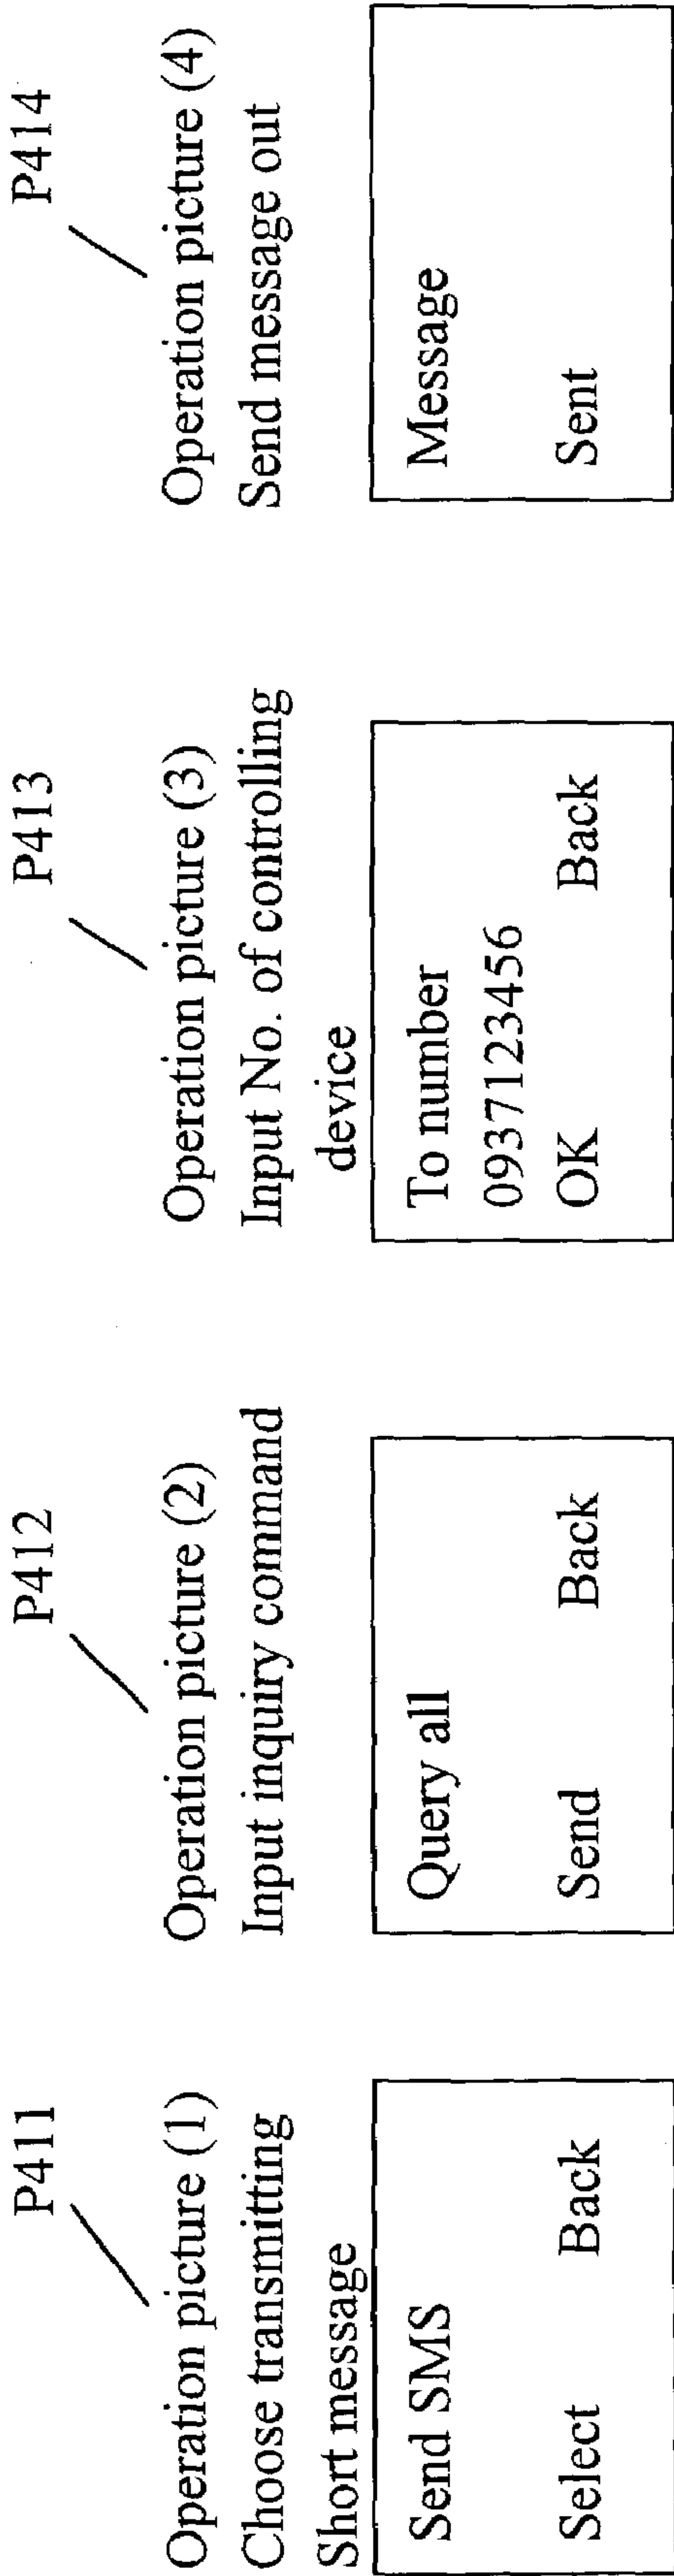 P411
Operation picture (1)
Choose transmitting
Short message
Send SMS
Select Back
P412
Operation picture (2)
Input inquiry command
Query all
Send Back
P413
Operation picture (3)
Input No. of controlling
device
To number
0937123456
OK Back
P414
Operation picture (4)
Send message out
Message
Sent